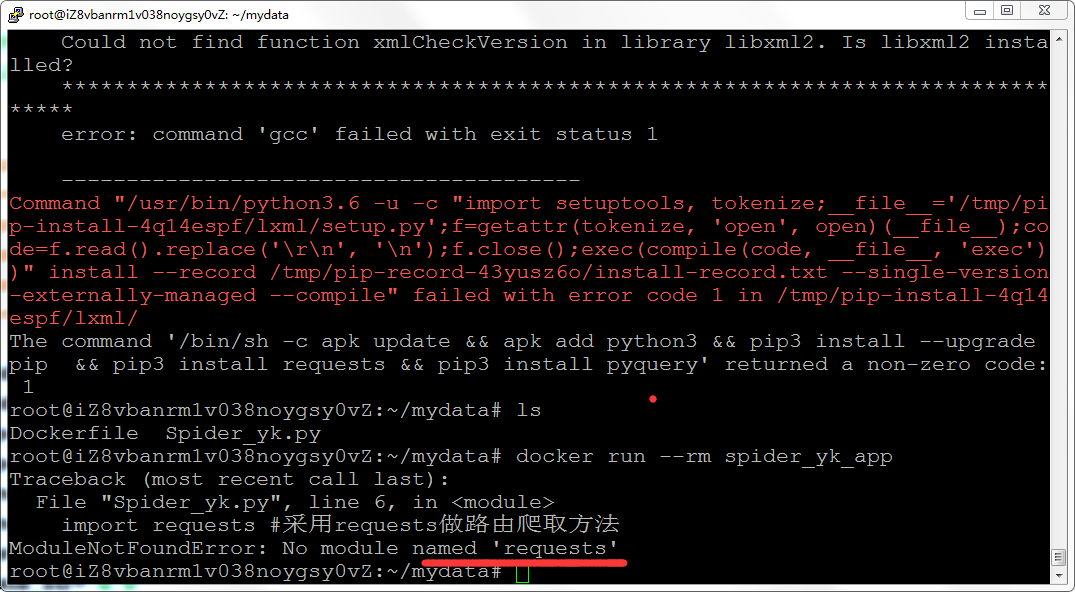 root@iZ8vbanrm1v038noygsy0vZ: ~/mydata
Could not find function xmlCheckVersion in library libxml2. Is libxml2 insta
lled?
****************************************************************************
*****
error: command 'gcc' failed with exit status 1
----------------------------------------
Command "/usr/bin/python3.6 -u -c "import setuptools, tokenize;__file__='/tmp/pi
p-install-4q14espf/lxml/setup.py';f=getattr(tokenize, 'open', open)(__file__);co
de=f.read().replace('\r\n', '\n');f.close();exec(compile(code, __file__, 'exec')
)" install --record /tmp/pip-record-43yusz6o/install-record.txt --single-version
-externally-managed --compile" failed with error code 1 in /tmp/pip-install-4q14
espf/lxml/
The command '/bin/sh -c apk update && apk add python3 && pip3 install --upgrade
pip  && pip3 install requests && pip3 install pyquery' returned a non-zero code:
1
root@iZ8vbanrm1v038noygsy0vZ:~/mydata# ls
Dockerfile  Spider_yk.py
root@iZ8vbanrm1v038noygsy0vZ:~/mydata# docker run --rm spider_yk_app
Traceback (most recent call last):
File "Spider_yk.py", line 6, in <module>
import requests #采用requests做路由爬取方法
ModuleNotFoundError: No module named 'requests'
root@iZ8vbanrm1v038noygsy0vZ:~/mydata#